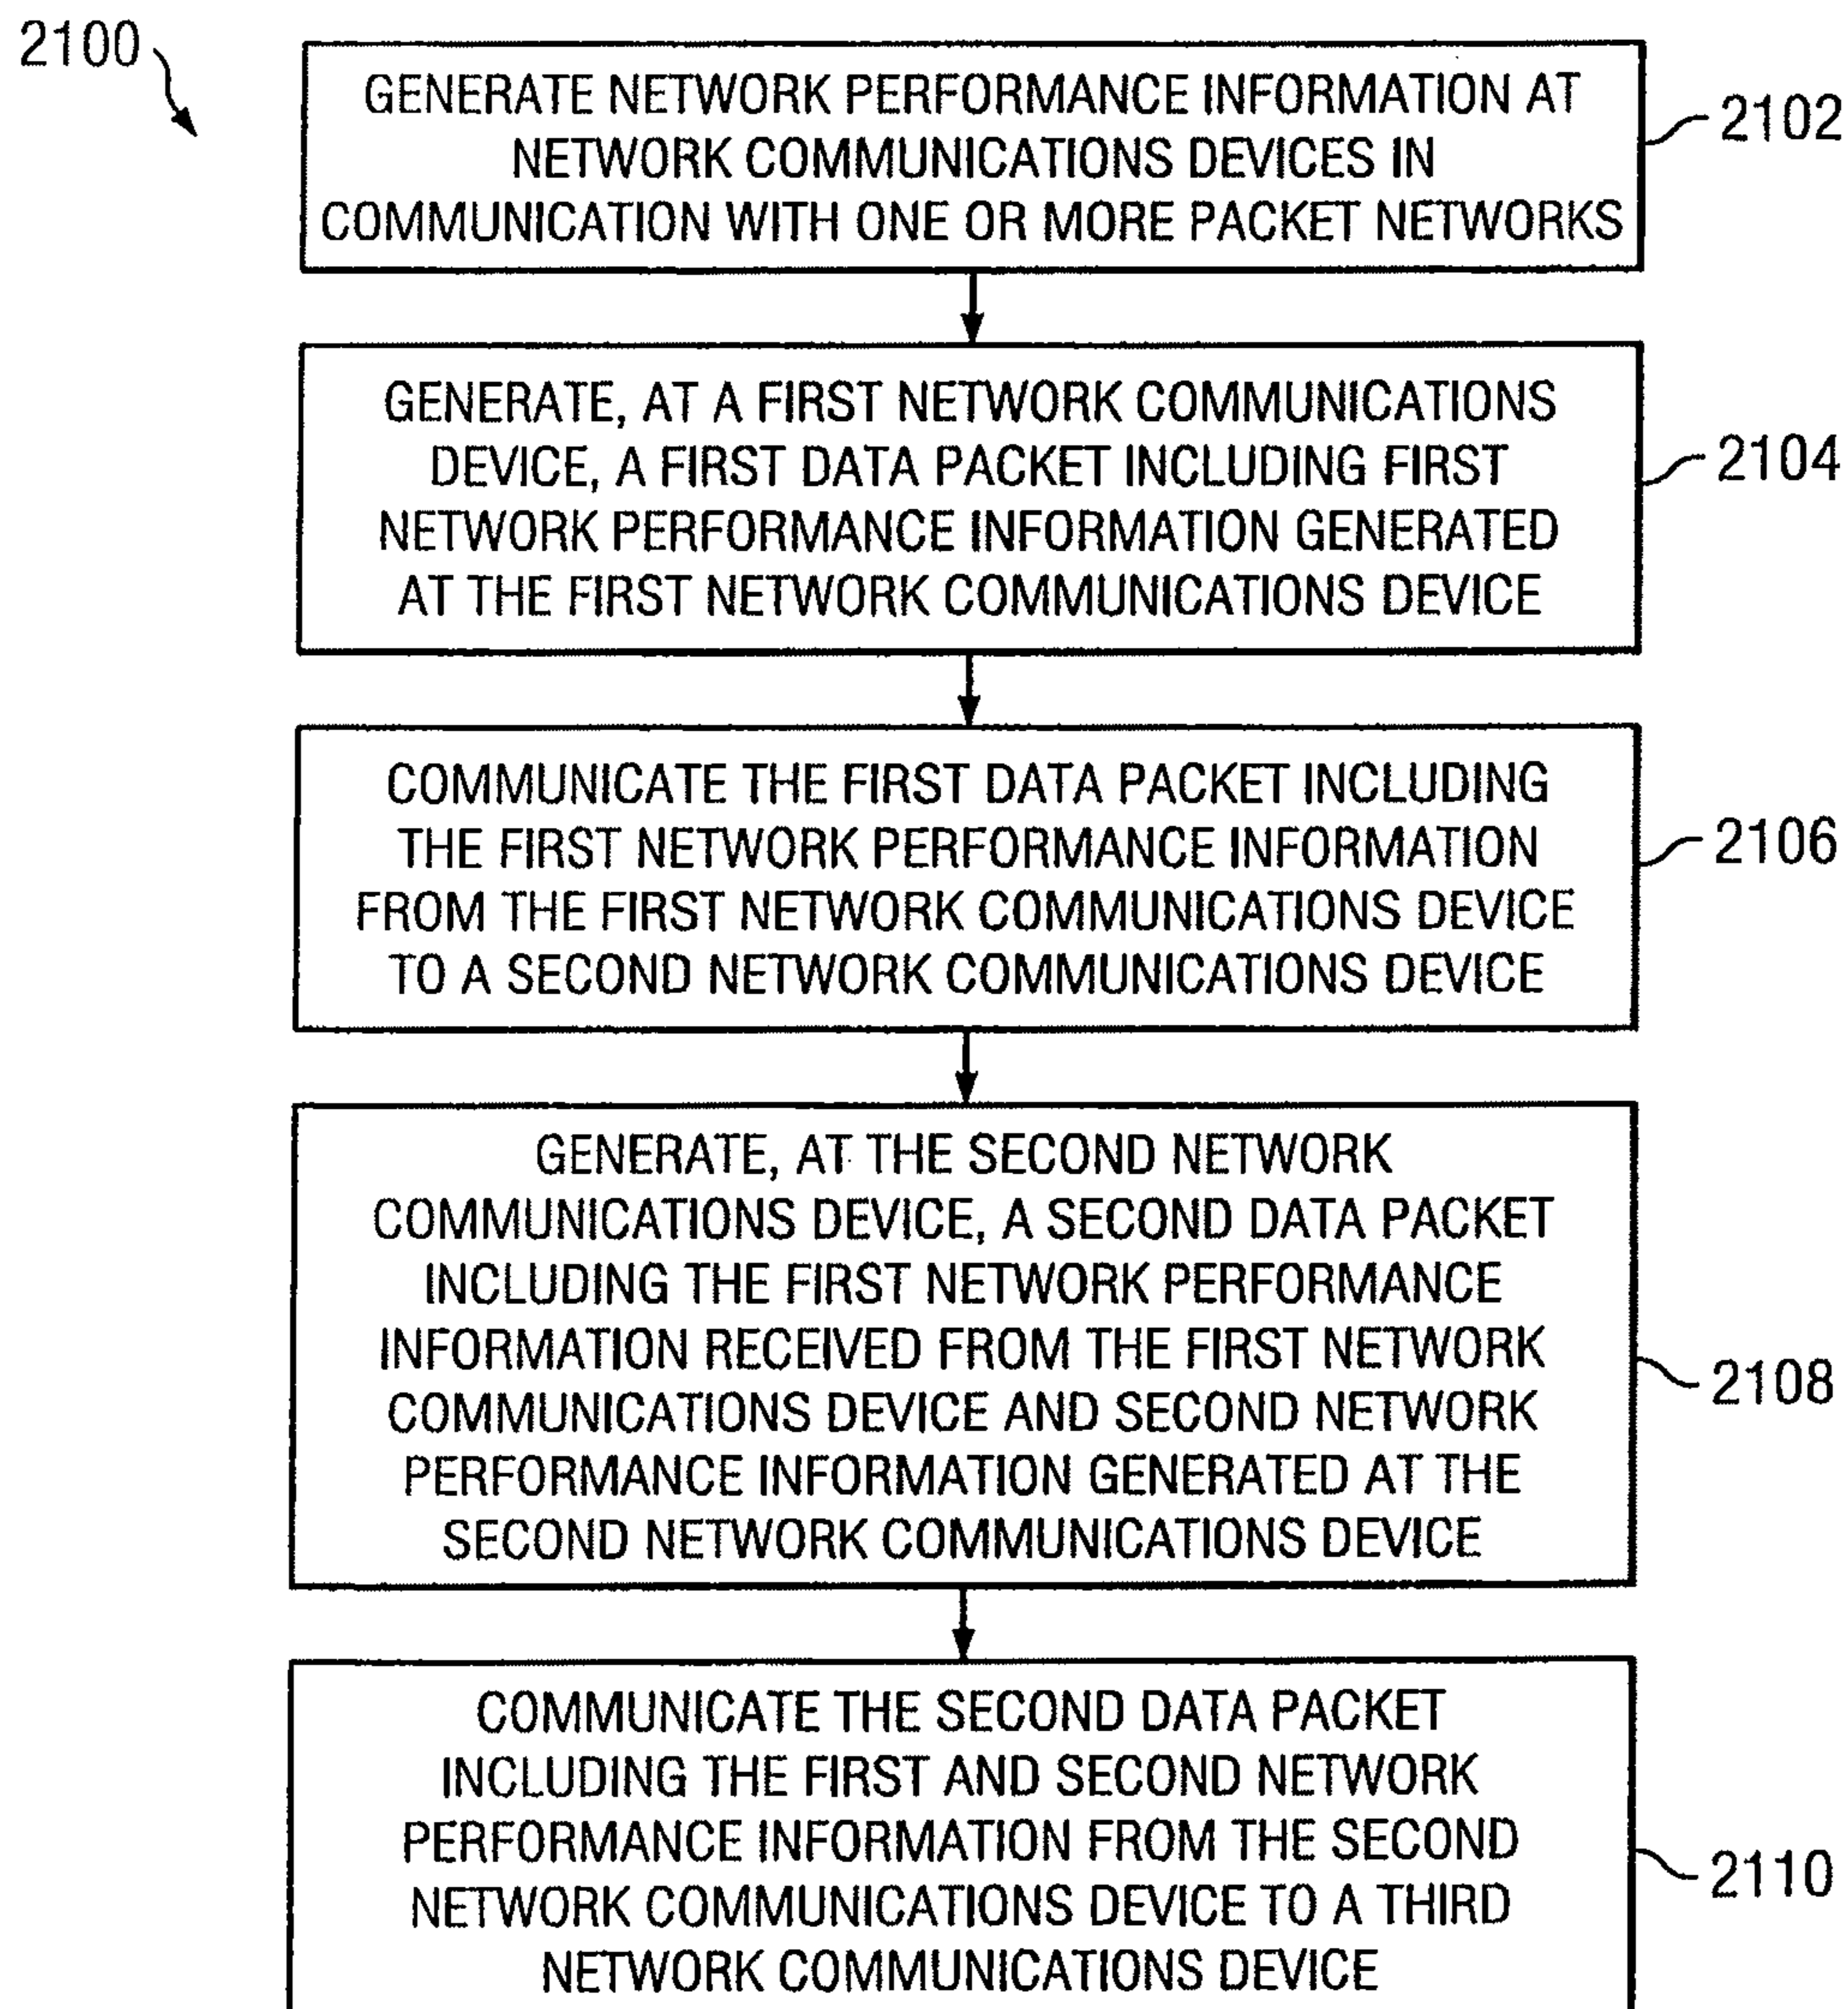 2100
GENERATE NETWORK PERFORMANCE INFORMATION AT
NETWORK COMMUNICATIONS DEVICES IN
COMMUNICATION WITH ONE OR MORE PACKET NETWORKS
2102
GENERATE, AT A FIRST NETWORK COMMUNICATIONS
DEVICE, A FIRST DATA PACKET INCLUDING FIRST
NETWORK PERFORMANCE INFORMATION GENERATED
AT THE FIRST NETWORK COMMUNICATIONS DEVICE
2104
COMMUNICATE THE FIRST DATA PACKET INCLUDING
THE FIRST NETWORK PERFORMANCE INFORMATION
FROM THE FIRST NETWORK COMMUNICATIONS DEVICE
TO A SECOND NETWORK COMMUNICATIONS DEVICE
2106
GENERATE, AT THE SECOND NETWORK
COMMUNICATIONS DEVICE, A SECOND DATA PACKET
INCLUDING THE FIRST NETWORK PERFORMANCE
INFORMATION RECEIVED FROM THE FIRST NETWORK
COMMUNICATIONS DEVICE AND SECOND NETWORK
PERFORMANCE INFORMATION GENERATED AT THE
SECOND NETWORK COMMUNICATIONS DEVICE
2108
COMMUNICATE THE SECOND DATA PACKET
INCLUDING THE FIRST AND SECOND NETWORK
PERFORMANCE INFORMATION FROM THE SECOND
NETWORK COMMUNICATIONS DEVICE TO A THIRD
NETWORK COMMUNICATIONS DEVICE
2110